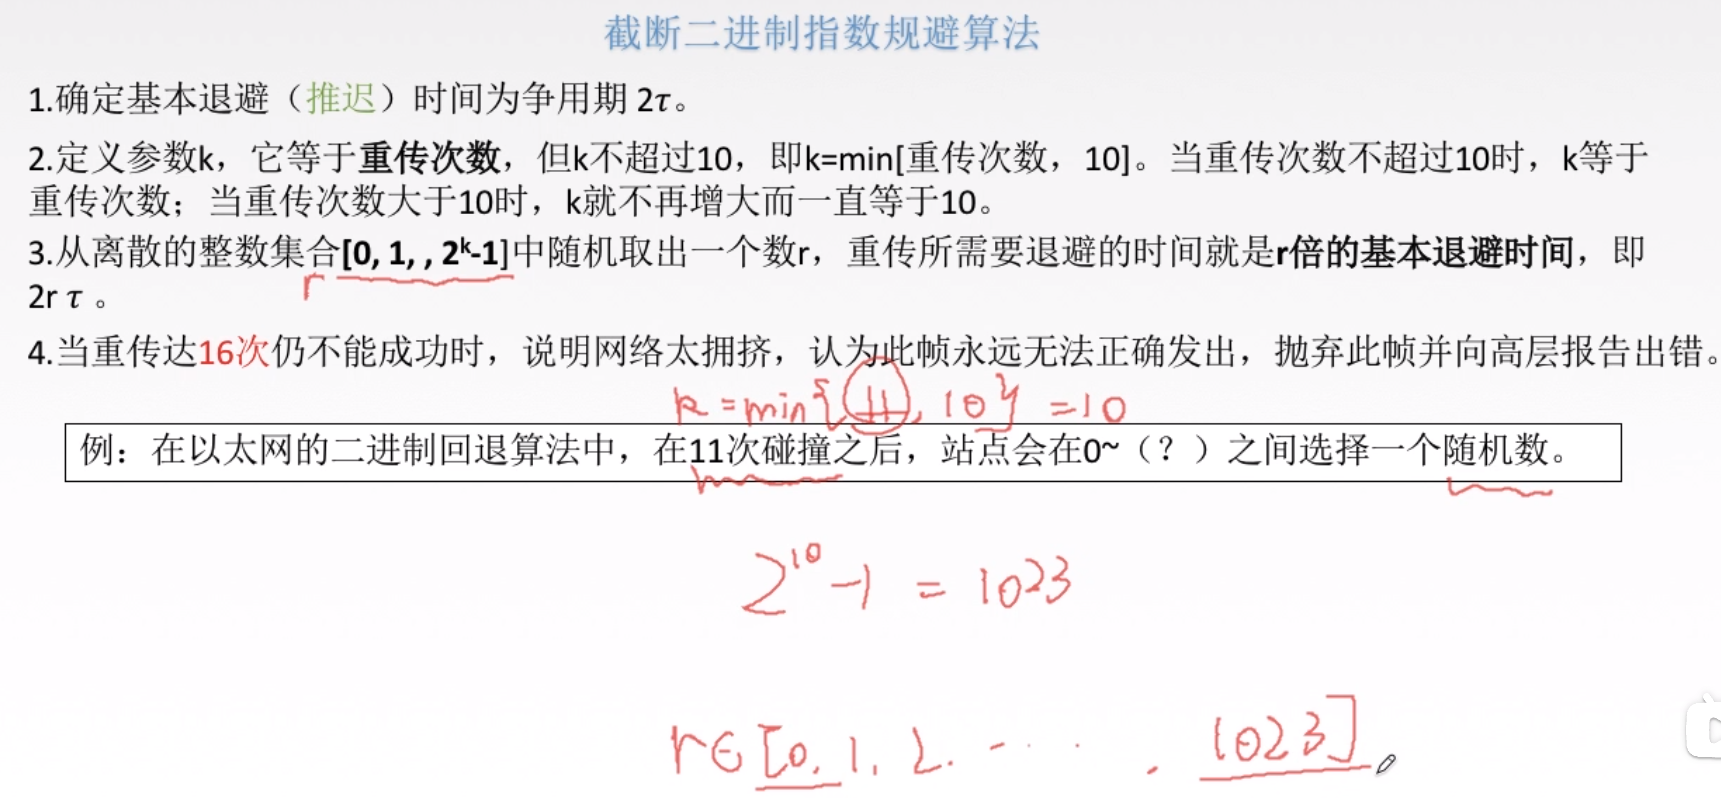 截断二进制指数规避算法
1.确定基本退避（推迟）时间为争用期 2τ。
2.定义参数k，它等于重传次数，但k不超过10，即k=min[重传次数，10]。当重传次数不超过10时，k等于
重传次数；当重传次数大于10时，k就不再增大而一直等于10。
3.从离散的整数集合[0, 1, , 2ᵏ-1]中随机取出一个数r，重传所需要退避的时间就是r倍的基本退避时间，即
r
2r τ 。
4.当重传达16次仍不能成功时，说明网络太拥挤，认为此帧永远无法正确发出，抛弃此帧并向高层报告出错。
k=min{11, 10} =10
例：在以太网的二进制回退算法中，在11次碰撞之后，站点会在0~（？）之间选择一个随机数。
2¹⁰-1 = 1023
r∈[0, 1, 2. -··· . 1023]